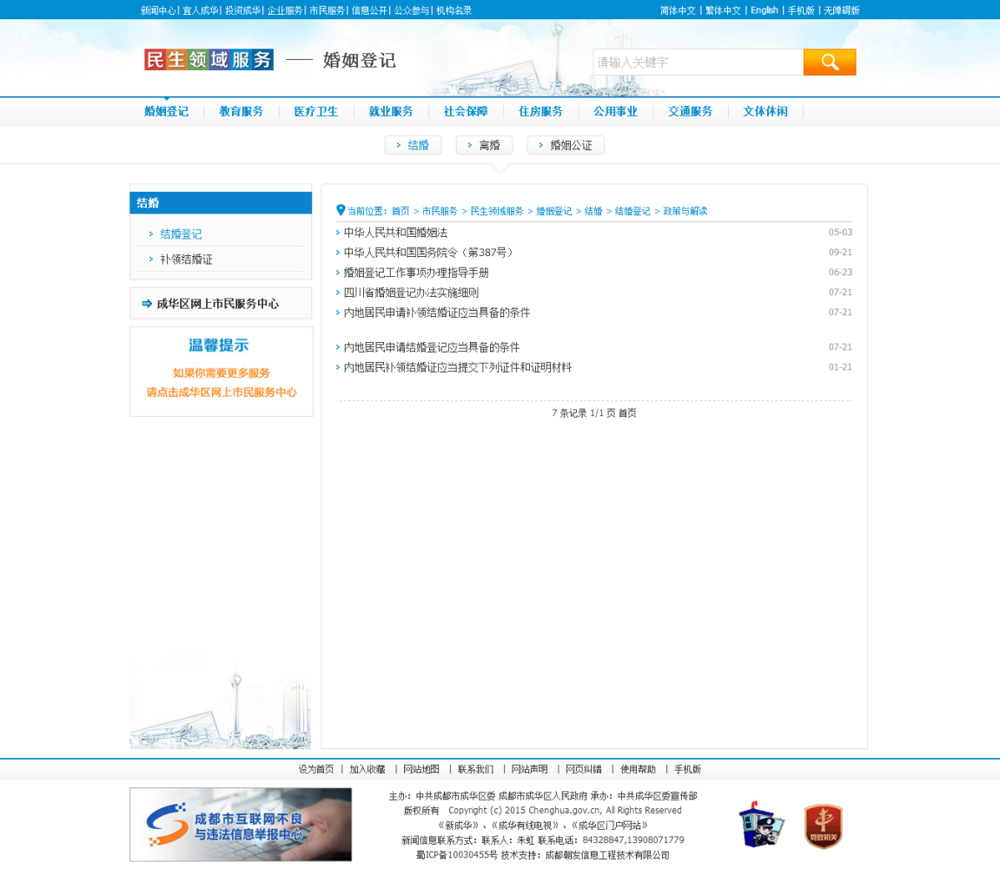 新闻中心| 宜人成华| 投资成华| 企业服务| 市民服务| 信息公开| 公众参与| 机构名录
简体中文 | 繁体中文 | English | 手机版 | 无障碍版
民生领域服务 —— 婚姻登记
请输入关键字
婚姻登记 教育服务 医疗卫生 就业服务 社会保障 住房服务 公用事业 交通服务 文体休闲
结婚 离婚 婚姻公证
结婚
结婚登记
补领结婚证
成华区网上市民服务中心
温馨提示
如果你需要更多服务
请点击成华区网上市民服务中心
当前位置：首页 > 市民服务 > 民生领域服务 > 婚姻登记 > 结婚 > 结婚登记 > 政策与解读
中华人民共和国婚姻法 05-03
中华人民共和国国务院令（第387号） 09-21
婚姻登记工作事项办理指导手册 06-23
四川省婚姻登记办法实施细则 07-21
内地居民申请补领结婚证应当具备的条件 07-21
内地居民申请结婚登记应当具备的条件 07-21
内地居民补领结婚证应当提交下列证件和证明材料 01-21
7 条记录 1/1 页 首页
设为首页 | 加入收藏 | 网站地图 | 联系我们 | 网站声明 | 网页纠错 | 使用帮助 | 手机版
成都市互联网不良
与违法信息举报中心
主办：中共成都市成华区委 成都市成华区人民政府 承办：中共成华区委宣传部
版权所有 Copyright (c) 2015 Chenghua.gov.cn, All Rights Reserved
《新成华》、《成华有线电视》、《成华区门户网站》
新闻信息联系方式：联系人：朱虹 联系电话：84328847,13908071779
蜀ICP备10030455号 技术支持：成都朝发信息工程技术有限公司
党政机关